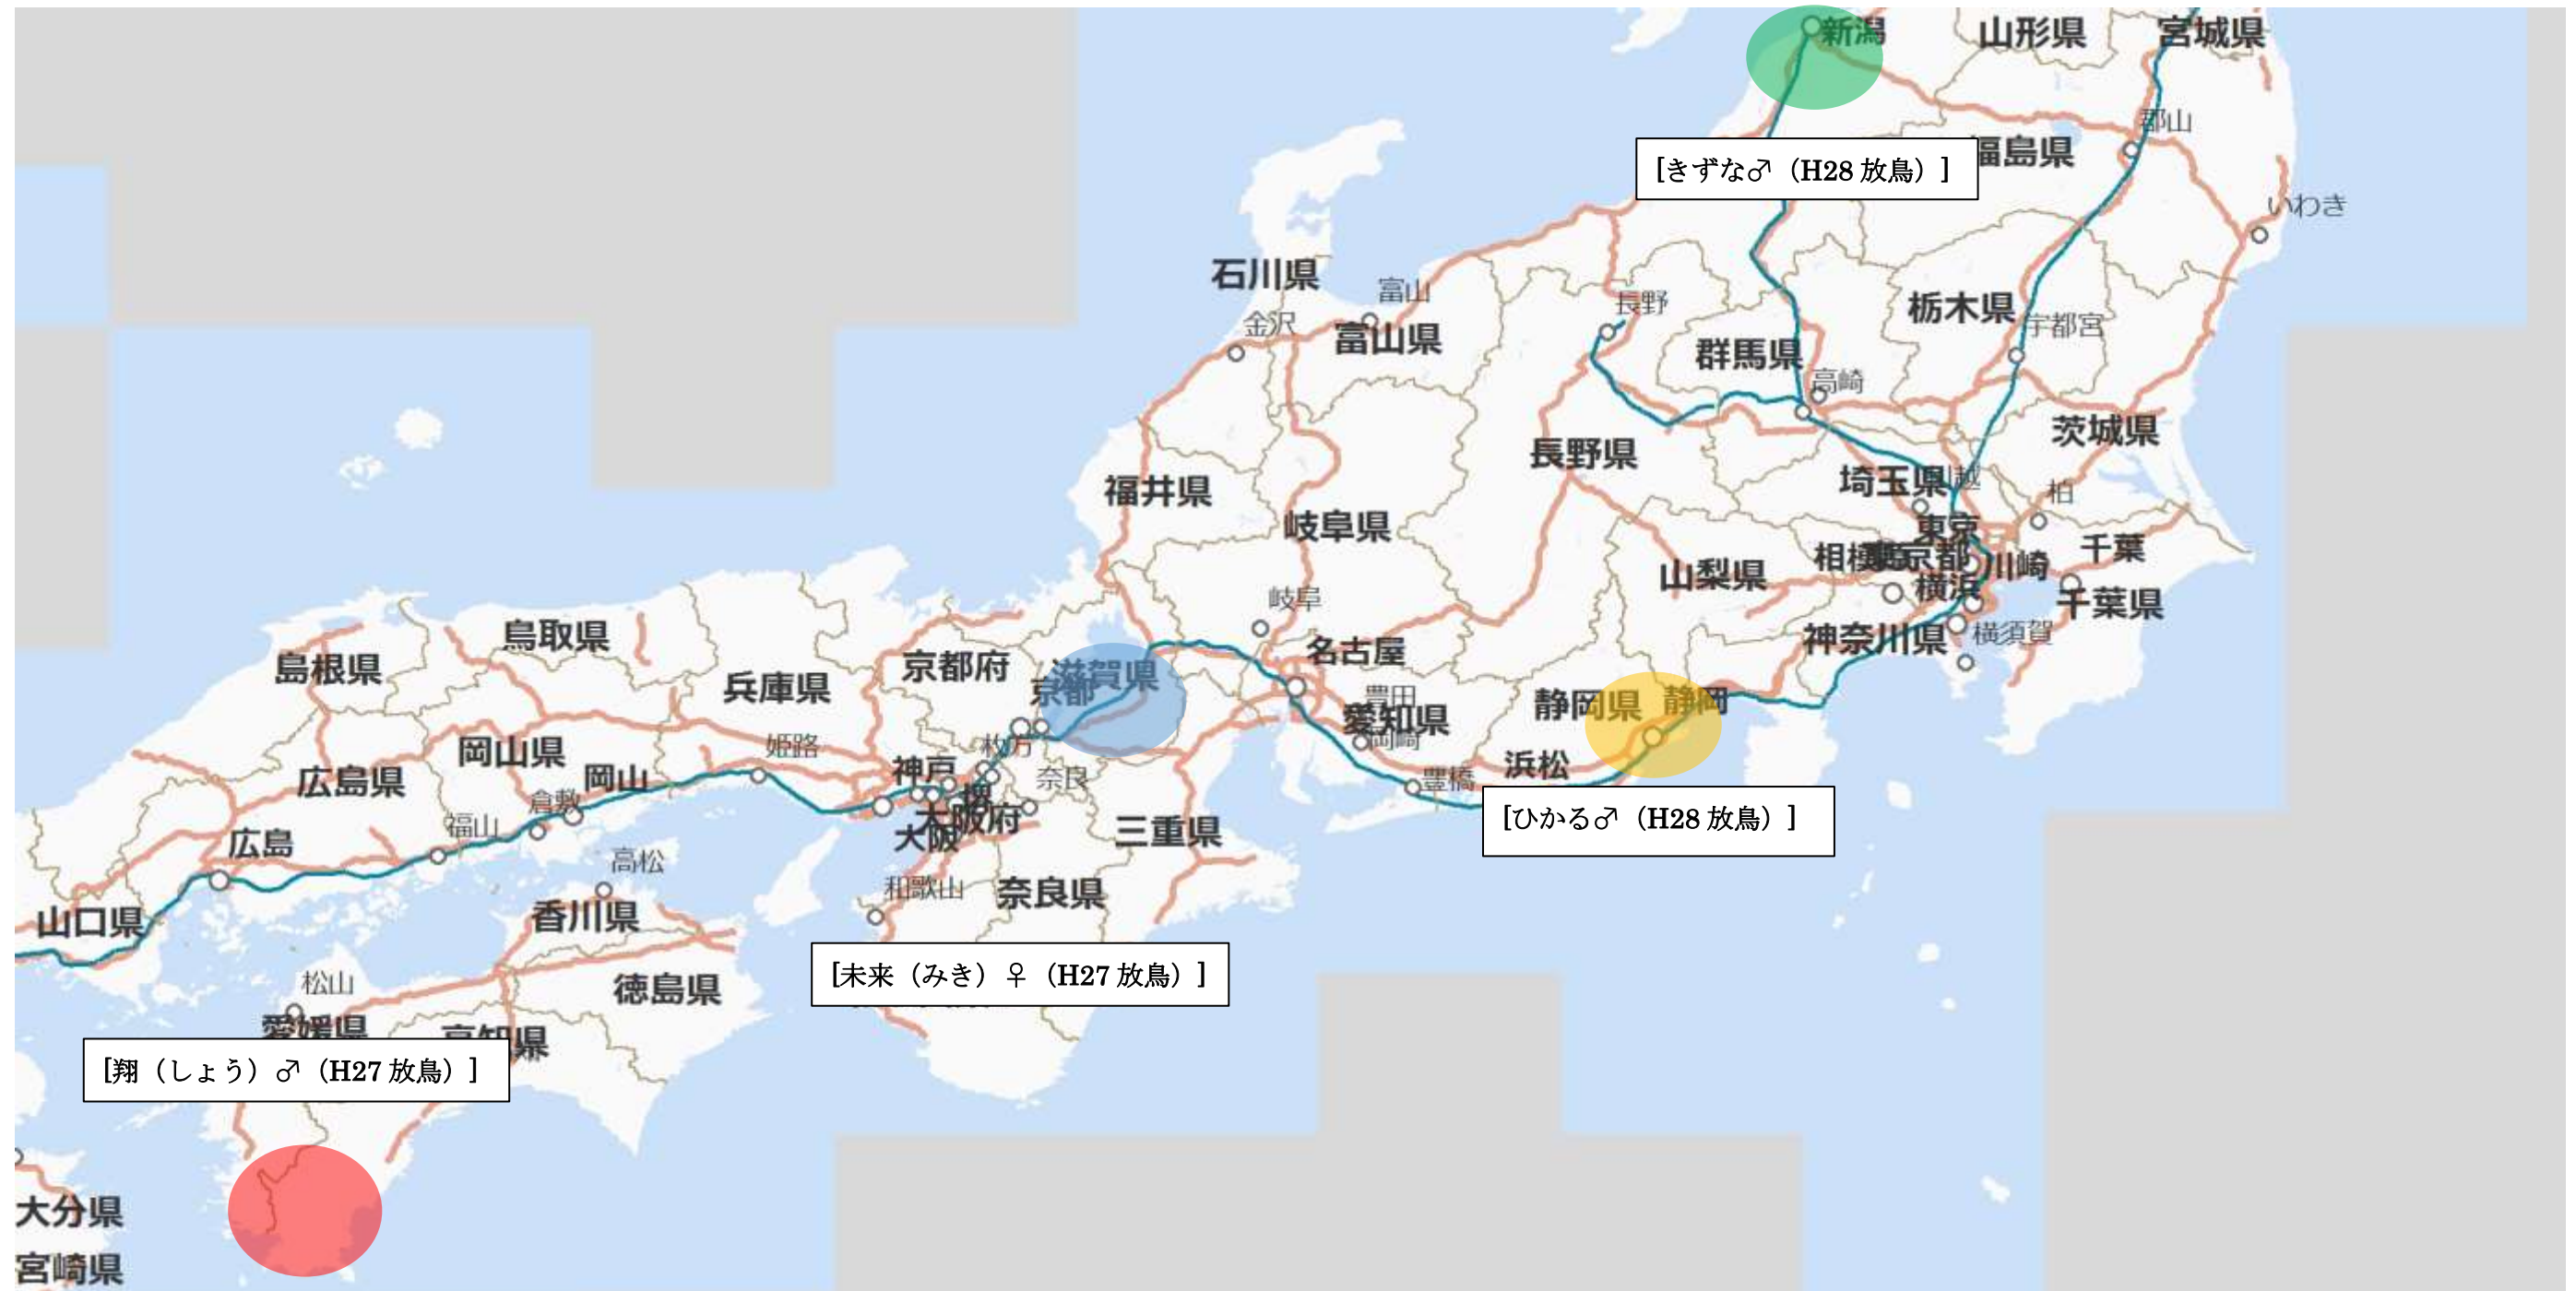 新潟
山形県
宮城県
郡山
[きずな♂（H28 放鳥）]
福島県
いわき
石川県
富山
長野
栃木県
宇都宮
金沢
富山県
群馬県
高崎
茨城県
長野県
福井県
埼玉県
川越
柏
岐阜県
東京
千葉
山梨県
東京都
川崎
横浜
千葉県
岐阜
鳥取県
名古屋
神奈川県
横須賀
島根県
京都府
滋賀県
京都
兵庫県
豊田
静岡県
静岡
愛知県
岡崎
岡山県
姫路
枚方
広島県
岡山
神戸
奈良
浜松
豊橋
倉敷
堺
福山
大阪府
[ひかる♂（H28 放鳥）]
広島
大阪
三重県
高松
和歌山
奈良県
山口県
香川県
[未来（みき）♀（H27 放鳥）]
松山
徳島県
愛媛県
高知県
[翔（しょう）♂（H27 放鳥）]
大分県
宮崎県